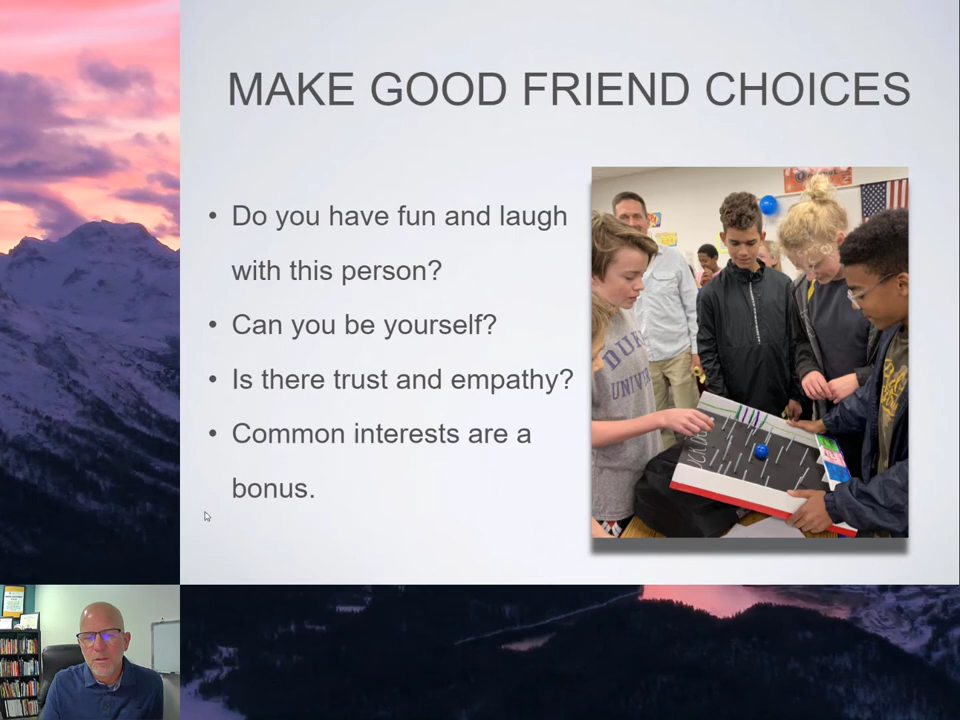 MAKE GOOD FRIEND CHOICES
• Do you have fun and laugh
with this person?
• Can you be yourself?
• Is there trust and empathy?
• Common interests are a
bonus.
DUKE
UNIV